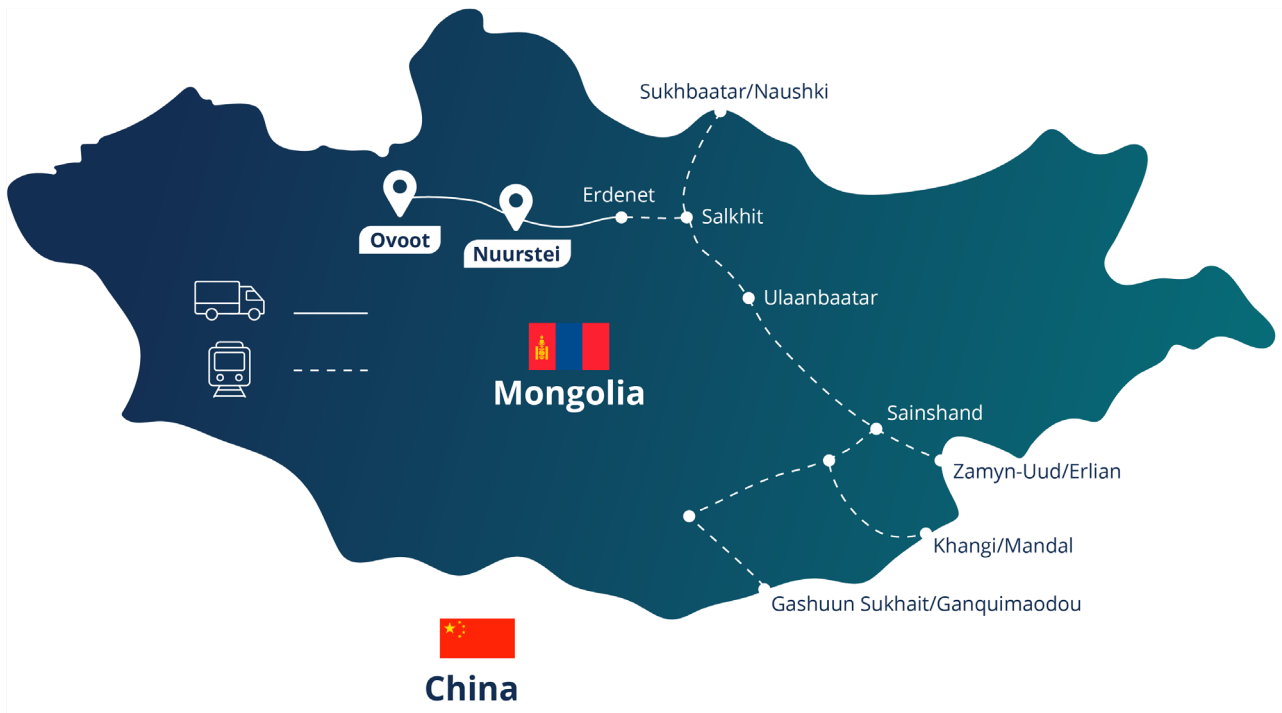 Sukhbaatar/Naushki
Erdenet
Salkhit
Ovoot
Nuurstei
Ulaanbaatar
Mongolia
Sainshand
Zamyn-Uud/Erlian
Khangi/Mandal
Gashuun Sukhait/Ganquimaodou
China